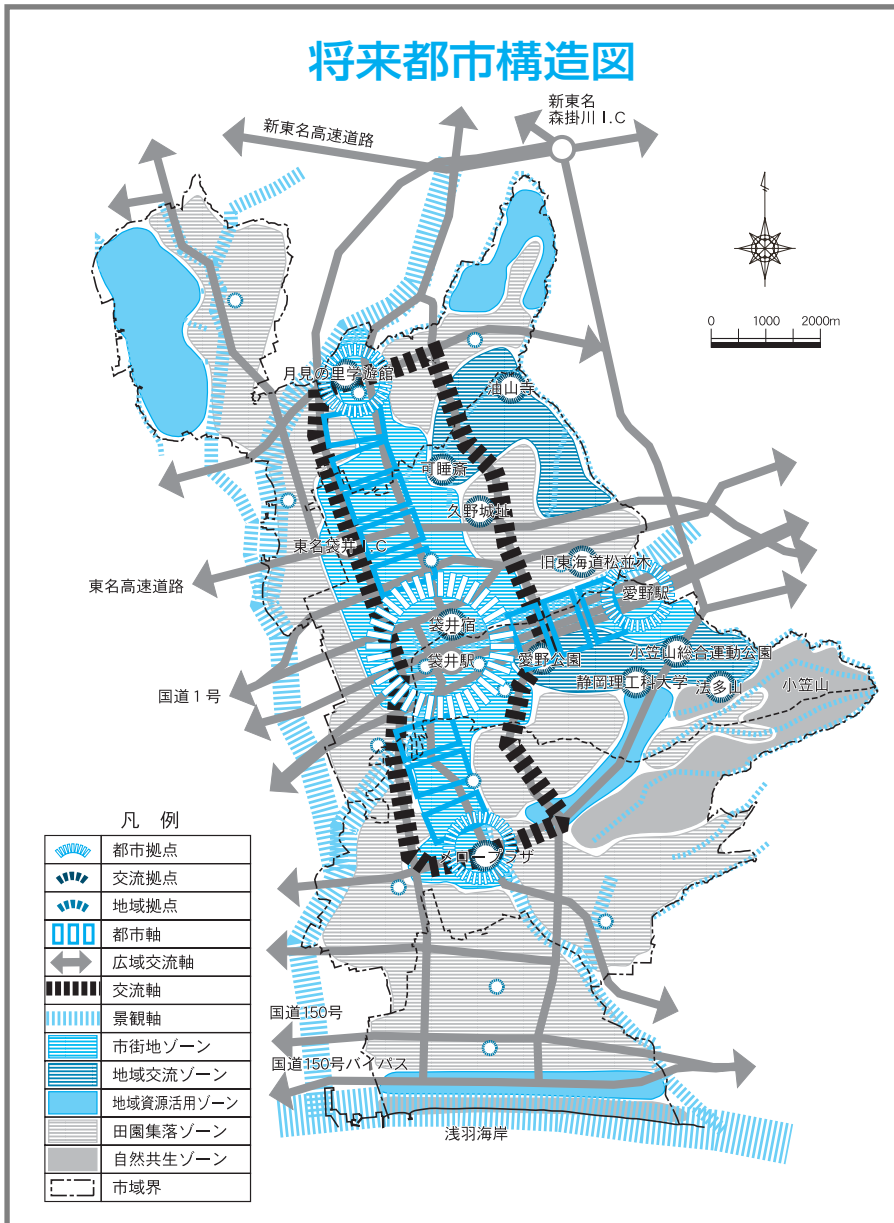 将来都市構造図
新東名
森掛川 I.C
新東名高速道路
0 1000 2000m
月見の里学遊館
油山寺
可睡斎
久野城址
東名袋井I.C
旧東海道松並木
東名高速道路
愛野駅
袋井宿
小笠山総合運動公園
袋井駅
愛野公園
静岡理工科大学
法多山
小笠山
国道1号
メロープラザ
凡 例
都市拠点
交流拠点
地域拠点
都市軸
広域交流軸
交流軸
景観軸
市街地ゾーン
地域交流ゾーン
地域資源活用ゾーン
田園集落ゾーン
自然共生ゾーン
市域界
国道150号
国道150号バイパス
浅羽海岸